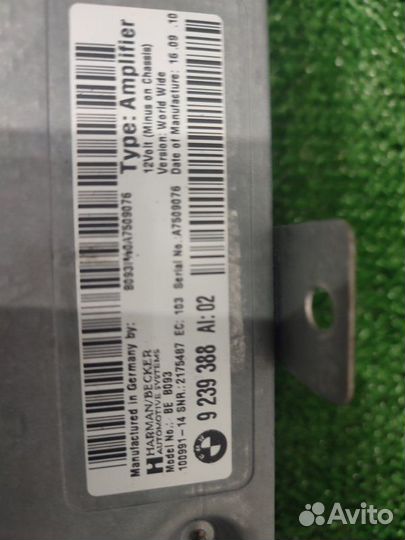 Manufactured in Germany by:
HARMAN/BECKER
AUTOMOTIVE SYSTEMS
Model No.: BE 8093
100991-14 SNR.:2175487 EC: 103 Serial No.:A7509076
9 239 388 AI:02
Type: Amplifier
12Volt (Minus on Chassis)
Version: World Wide
Date of Manufacture: 16.09.10
Avito